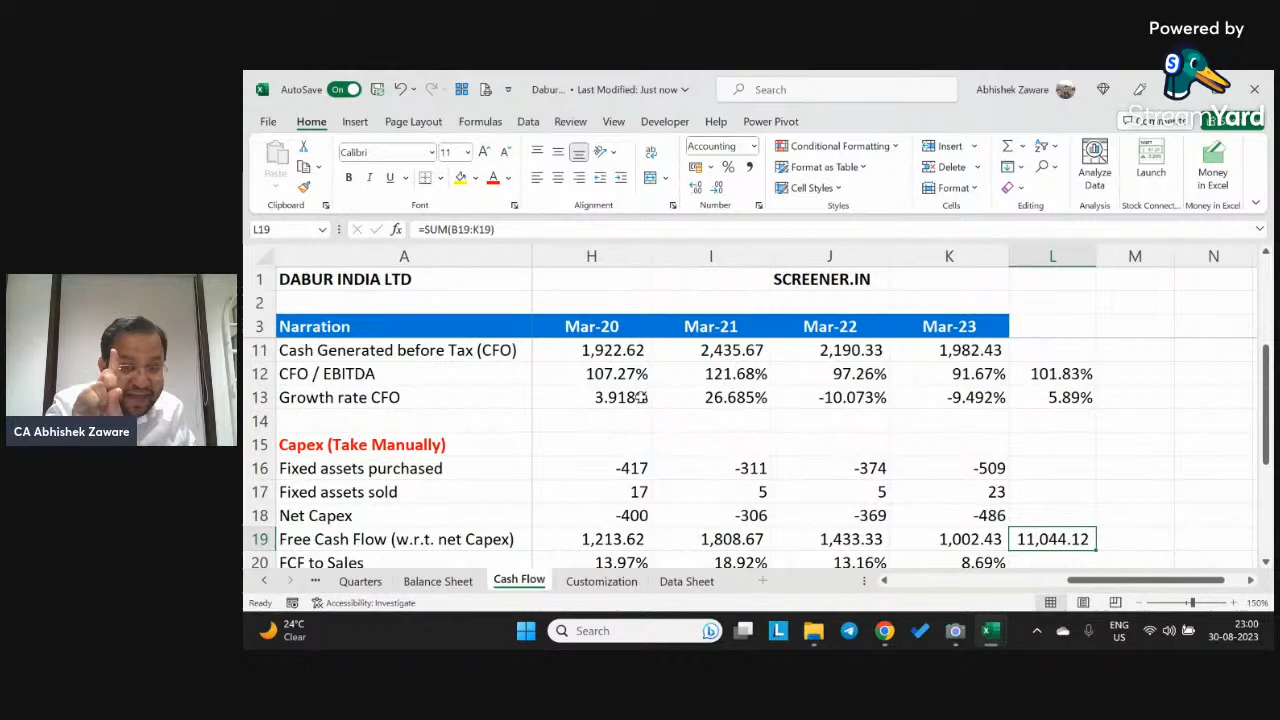 Powered by
S
StreamYard
AutoSave On Dabur... • Last Modified: Just now Search Abhishek Zaware
File Home Insert Page Layout Formulas Data Review View Developer Help Power Pivot
Paste Calibri 11 Accounting Conditional Formatting Insert Analyze Data Launch Money in Excel
Format as Table Delete
B I U A Cell Styles Format
Clipboard Font Alignment Number Styles Cells Editing Analysis Stock Connec... Money in Excel
L19 fx =SUM(B19:K19)
A H I J K L M N
1 DABUR INDIA LTD SCREENER.IN
2
3 Narration Mar-20 Mar-21 Mar-22 Mar-23
11 Cash Generated before Tax (CFO) 1,922.62 2,435.67 2,190.33 1,982.43
12 CFO / EBITDA 107.27% 121.68% 97.26% 91.67% 101.83%
13 Growth rate CFO 3.918% 26.685% -10.073% -9.492% 5.89%
14
15 Capex (Take Manually)
16 Fixed assets purchased -417 -311 -374 -509
17 Fixed assets sold 17 5 5 23
18 Net Capex -400 -306 -369 -486
19 Free Cash Flow (w.r.t. net Capex) 1,213.62 1,808.67 1,433.33 1,002.43 11,044.12
20 FCF to Sales 13.97% 18.92% 13.16% 8.69%
CA Abhishek Zaware
... Quarters Balance Sheet Cash Flow Customization Data Sheet
Ready Accessibility: Investigate 150%
24°C
Clear
Search
ENG
US
23:00
30-08-2023